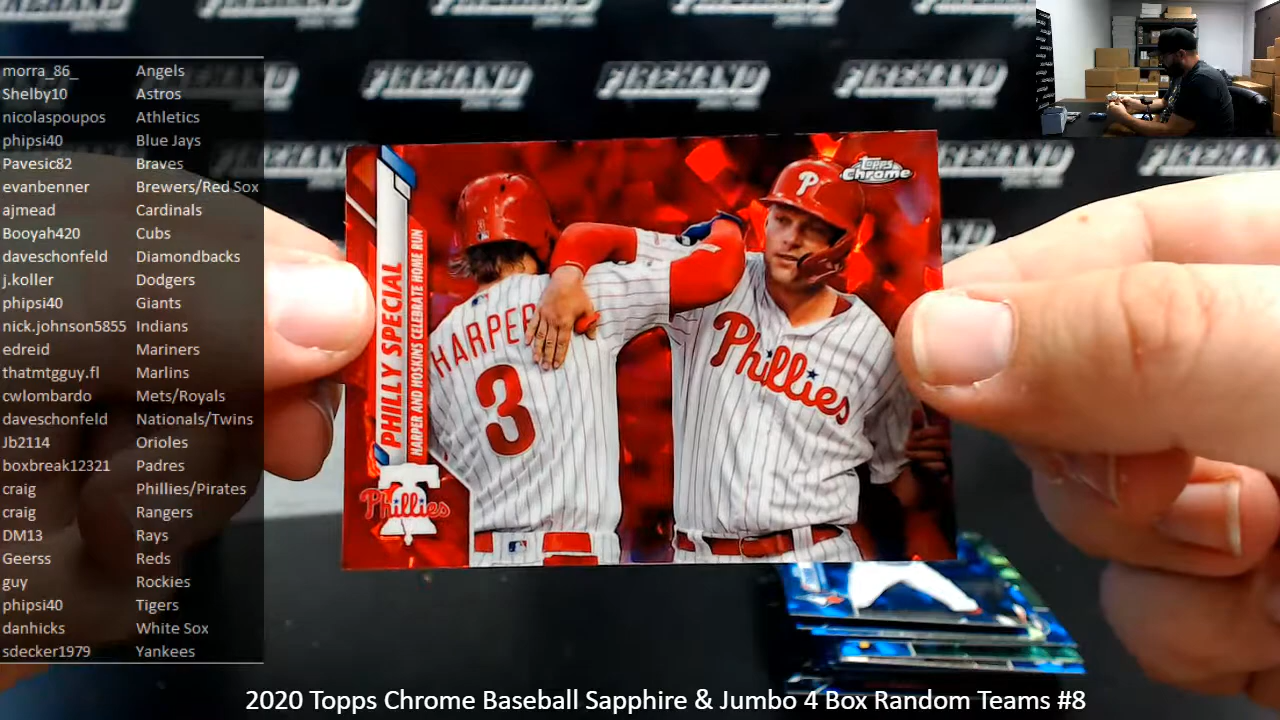 FIREHAND
FIREHAND FIREHAND FIREHAND
morra_86_ Angels
Shelby10 Astros
nicolaspoupos Athletics
phipsi40 Blue Jays
Pavesic82 Braves
evanbenner Brewers/Red Sox
ajmead Cardinals
Booyah420 Cubs
daveschonfeld Diamondbacks
j.koller Dodgers
phipsi40 Giants
nick.johnson5855 Indians
edreid Mariners
thatmtgguy.fl Marlins
cwlombardo Mets/Royals
daveschonfeld Nationals/Twins
Jb2114 Orioles
boxbreak12321 Padres
craig Phillies/Pirates
craig Rangers
DM13 Rays
Geerss Reds
guy Rockies
phipsi40 Tigers
danhicks White Sox
sdecker1979 Yankees
Topps
Chrome
P
PHILLY SPECIAL
HARPER AND HOSKINS CELEBRATE HOME RUN
HARPER
3
Phillies
Phillies
2020 Topps Chrome Baseball Sapphire & Jumbo 4 Box Random Teams #8